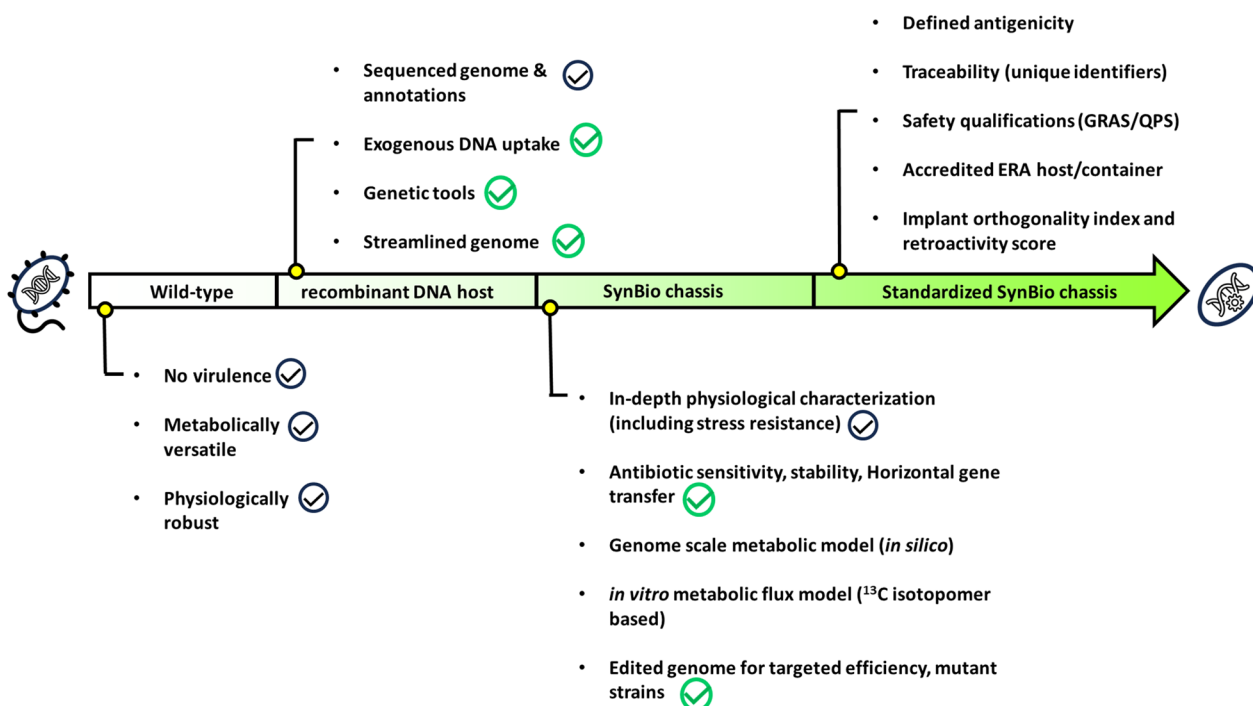 • Sequenced genome &
annotations
• Exogenous DNA uptake
• Genetic tools
• Streamlined genome
• Defined antigenicity
• Traceability (unique identifiers)
• Safety qualifications (GRAS/QPS)
• Accredited ERA host/container
• Implant orthogonality index and
retroactivity score
Wild-type
recombinant DNA host
SynBio chassis
Standardized SynBio chassis
• No virulence
• Metabolically
versatile
• Physiologically
robust
• In-depth physiological characterization
(including stress resistance)
• Antibiotic sensitivity, stability, Horizontal gene
transfer
• Genome scale metabolic model (in silico)
• in vitro metabolic flux model (¹³C isotopomer
based)
• Edited genome for targeted efficiency, mutant
strains